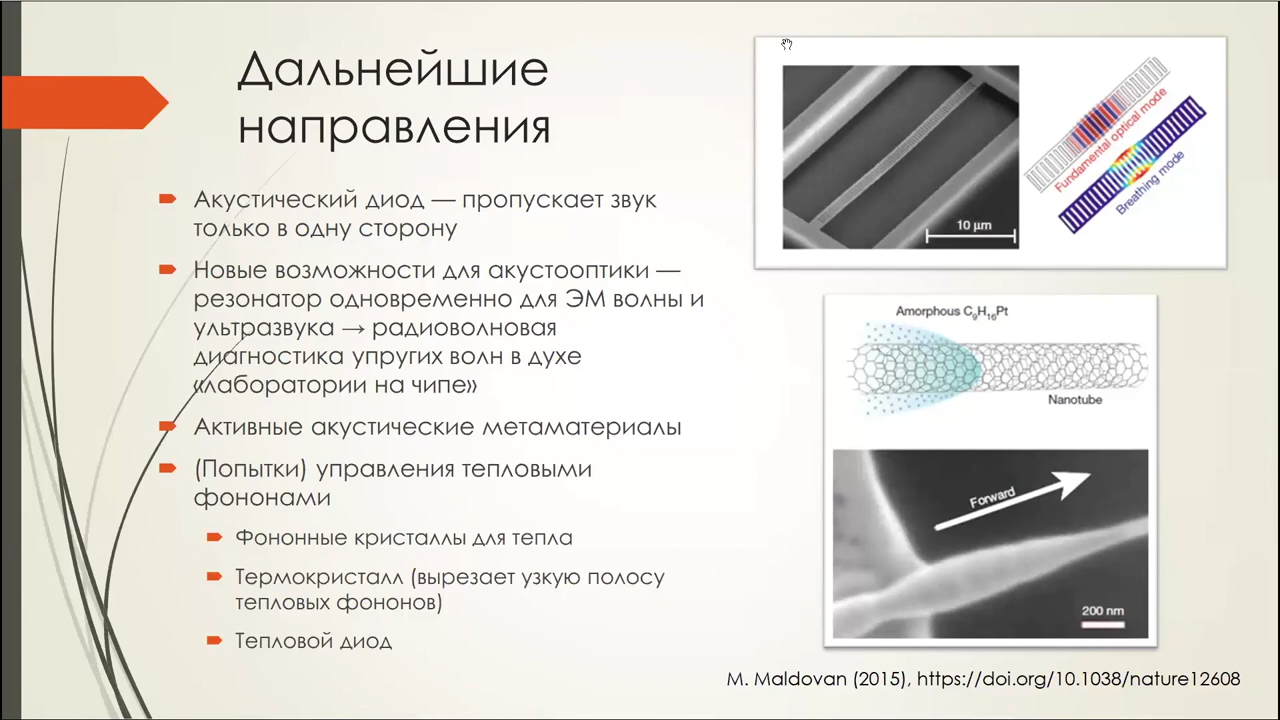 Дальнейшие
направления
Акустический диод — пропускает звук
только в одну сторону
Новые возможности для акустооптики —
резонатор одновременно для ЭМ волны и
ультразвука → радиоволновая
диагностика упругих волн в духе
«лаборатории на чипе»
Активные акустические метаматериалы
(Попытки) управления тепловыми
фононами
Фононные кристаллы для тепла
Термокристалл (вырезает узкую полосу
тепловых фононов)
Тепловой диод
10 µm
Fundamental optical mode
Breathing mode
Amorphous C₉H₁₆Pt
Nanotube
Forward
200 nm
M. Maldovan (2015), https://doi.org/10.1038/nature12608